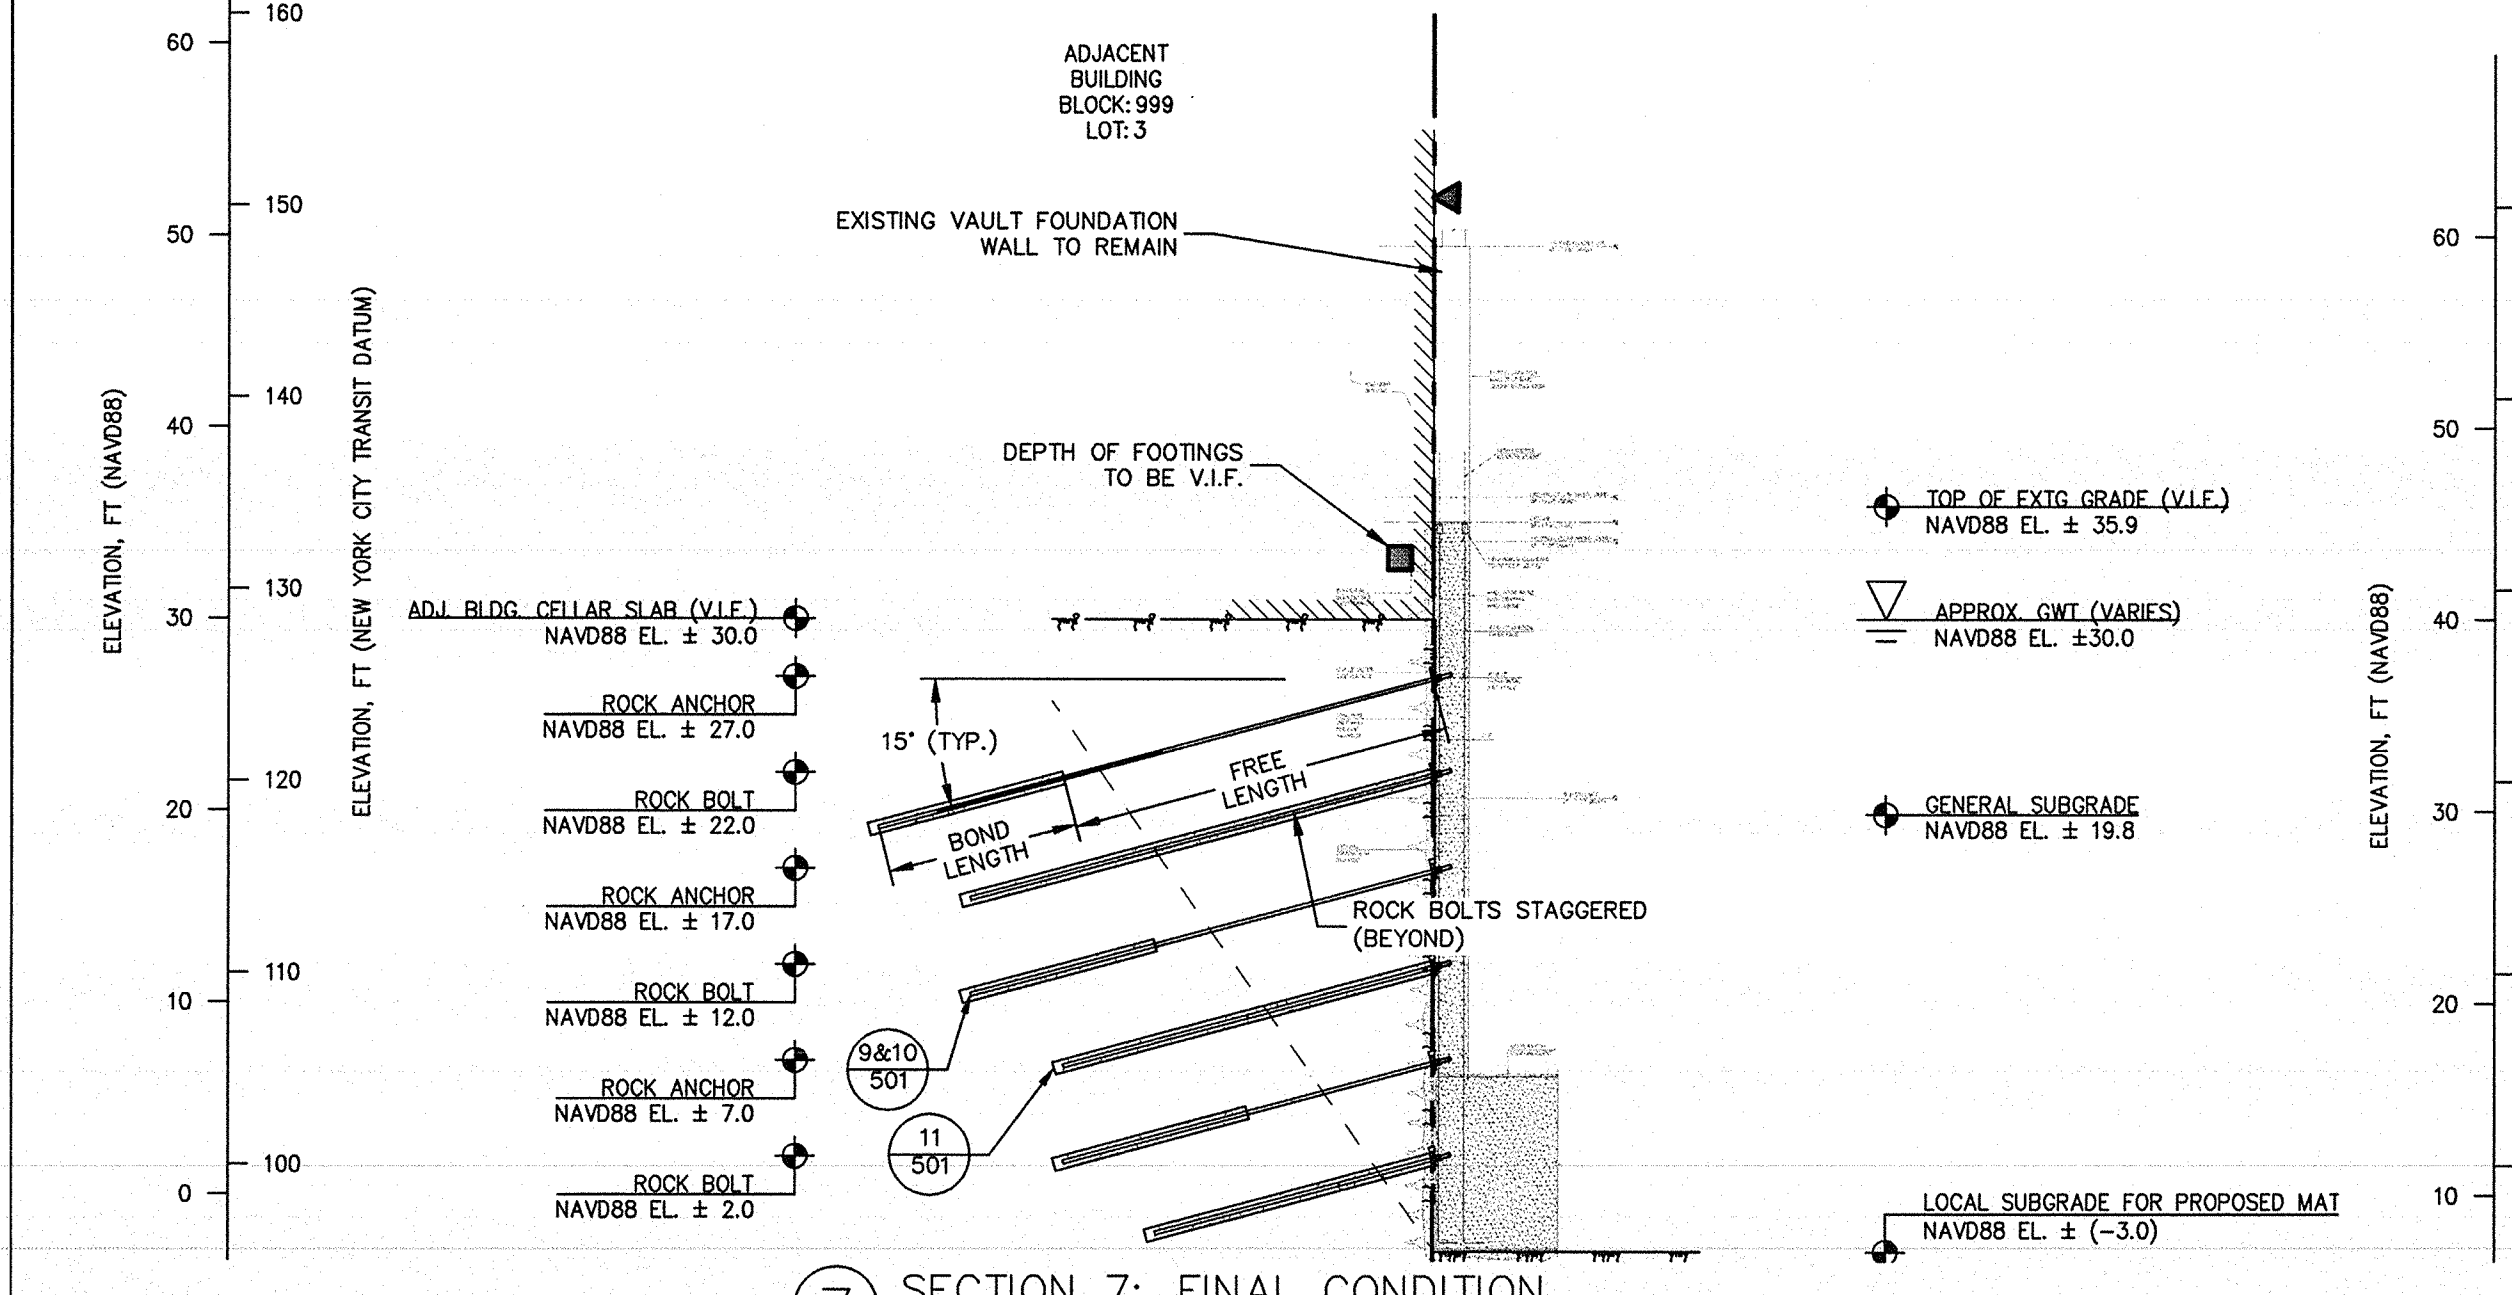 160
60
150
50
140
40
130
30
120
20
110
10
100
0
ELEVATION, FT (NAVD88)
ELEVATION, FT (NEW YORK CITY TRANSIT DATUM)
ADJACENT
BUILDING
BLOCK: 999
LOT: 3
EXISTING VAULT FOUNDATION
WALL TO REMAIN
DEPTH OF FOOTINGS
TO BE V.I.F.
ADJ. BLDG. CELLAR SLAB (V.I.F.)
NAVD88 EL. ± 30.0
ROCK ANCHOR
NAVD88 EL. ± 27.0
ROCK BOLT
NAVD88 EL. ± 22.0
ROCK ANCHOR
NAVD88 EL. ± 17.0
ROCK BOLT
NAVD88 EL. ± 12.0
ROCK ANCHOR
NAVD88 EL. ± 7.0
ROCK BOLT
NAVD88 EL. ± 2.0
15° (TYP.)
BOND
LENGTH
FREE
LENGTH
ROCK BOLTS STAGGERED
(BEYOND)
9&10
501
11
501
TOP OF EXTG GRADE (V.I.F.)
NAVD88 EL. ± 35.9
APPROX. GWT (VARIES)
NAVD88 EL. ±30.0
GENERAL SUBGRADE
NAVD88 EL. ± 19.8
LOCAL SUBGRADE FOR PROPOSED MAT
NAVD88 EL. ± (-3.0)
60
50
40
30
20
10
ELEVATION, FT (NAVD88)
7 SECTION 7: FINAL CONDITION